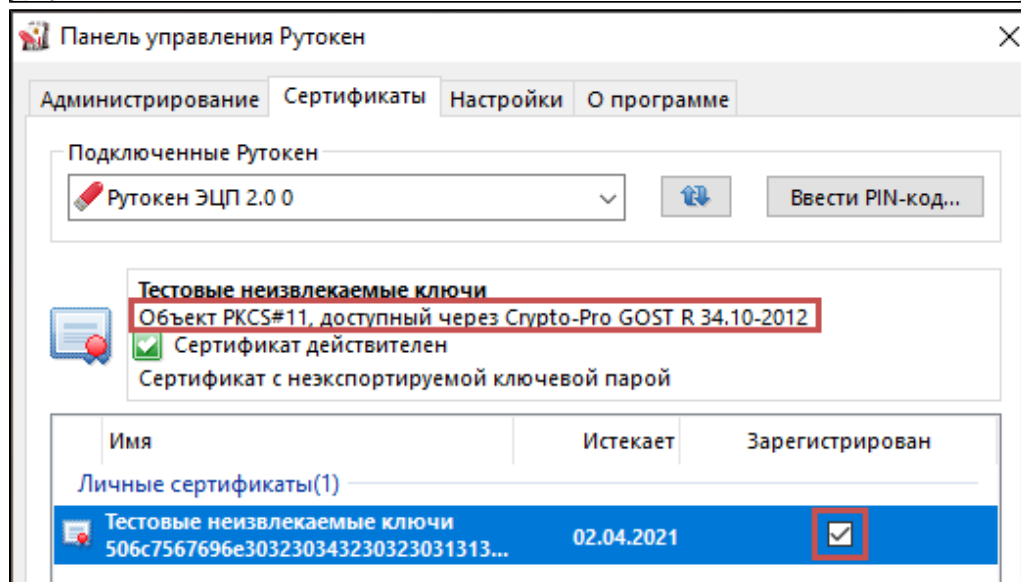 Панель управления Рутокен
Администрирование Сертификаты Настройки О программе
Подключенные Рутокен
Рутокен ЭЦП 2.0 0 Ввести PIN-код...
Тестовые неизвлекаемые ключи
Объект PKCS#11, доступный через Crypto-Pro GOST R 34.10-2012
Сертификат действителен
Сертификат с неэкспортируемой ключевой парой
Имя Истекает Зарегистрирован
Личные сертификаты(1)
Тестовые неизвлекаемые ключи
506c7567696e303230343230323031313... 02.04.2021